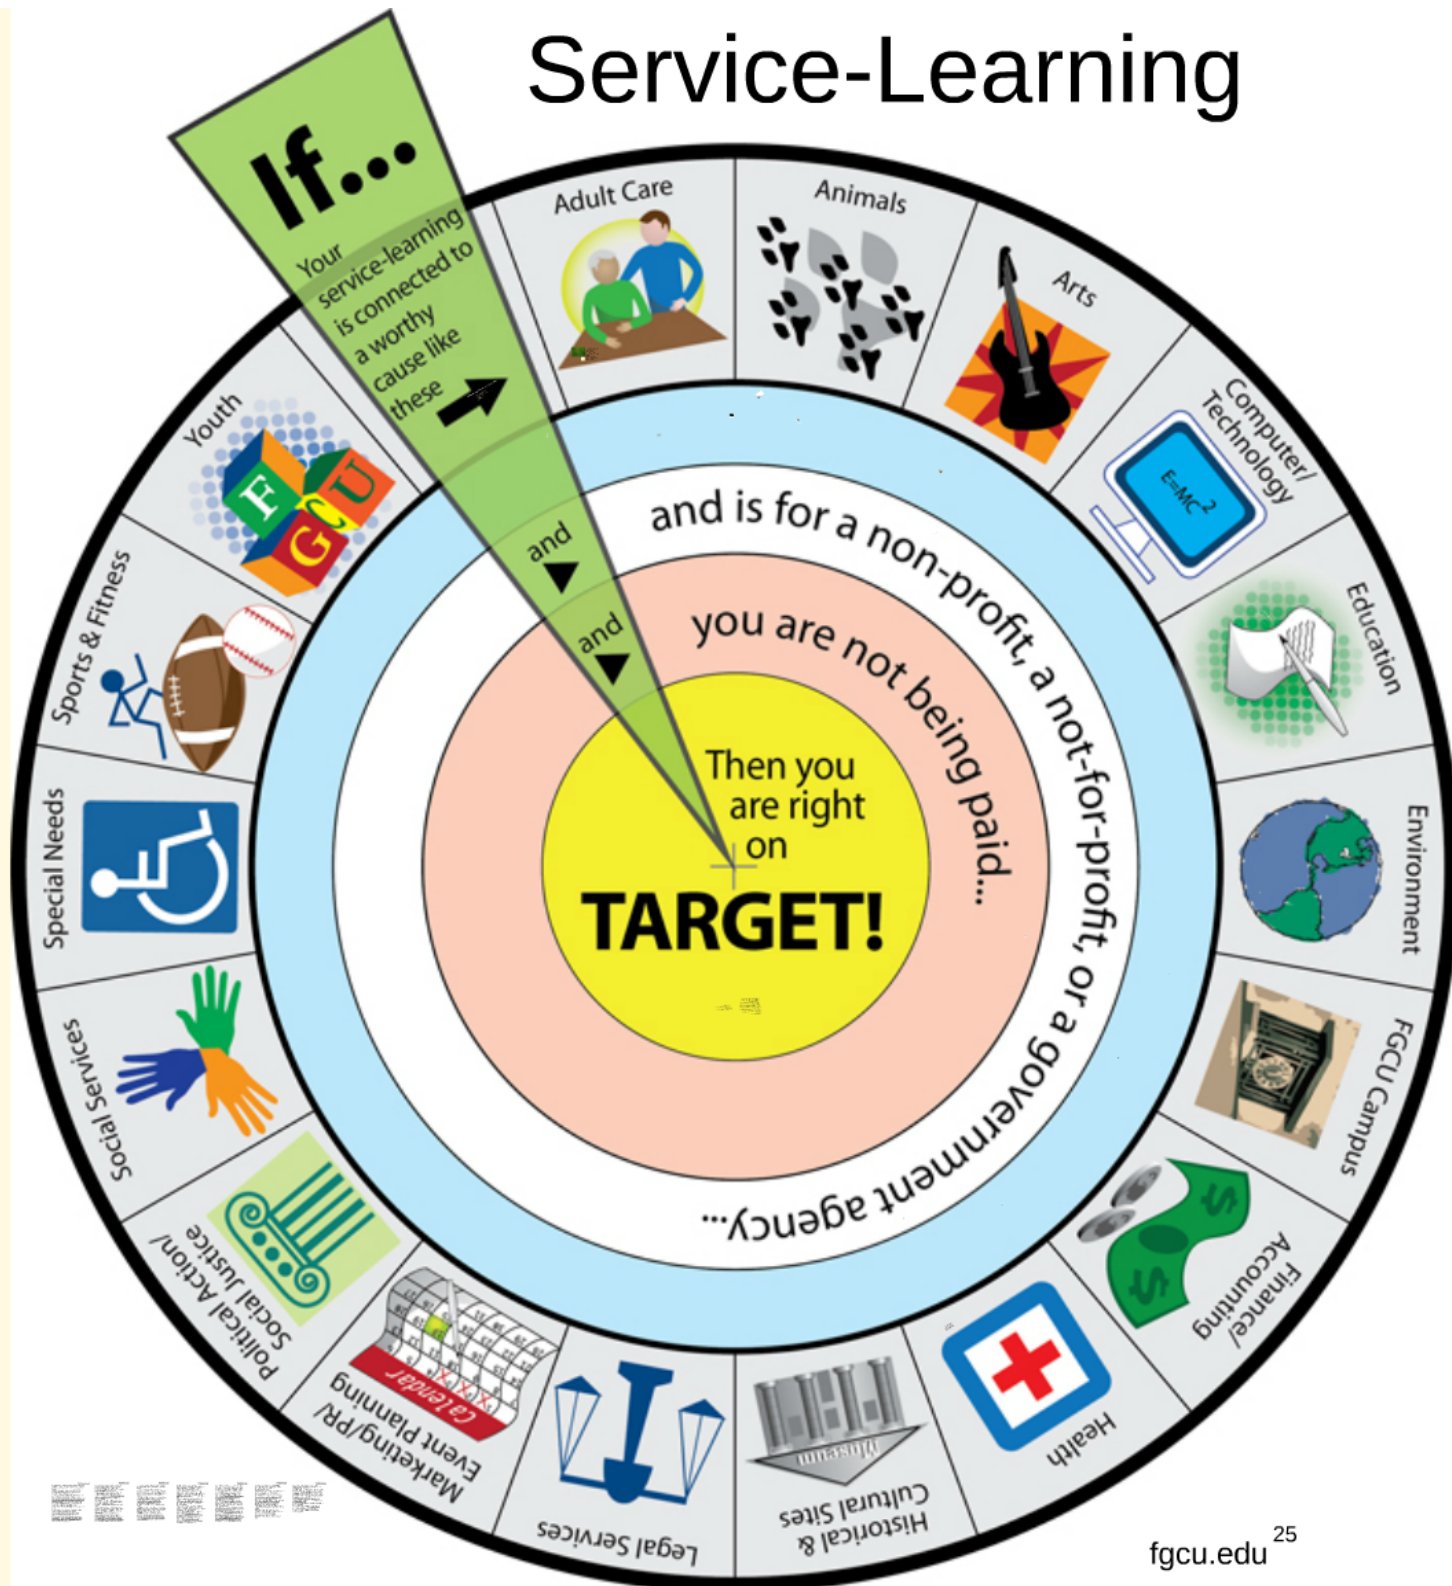 Service-Learning
If...
Your
service-learning
is connected to
a worthy
cause like
these
and
and
Adult Care
Animals
Arts
Computer/
Technology
E=MC2
Education
Environment
FGCU Campus
Finance/
Accounting
$
$
Health
Historical &
Cultural Sites
Museum
Legal Services
Marketing/PR/
Event Planning
Calendar
Political Action/
Social Justice
Social Services
Special Needs
Sports & Fitness
Youth
F
G
C
U
and is for a non-profit, a not-for-profit, or a government agency...
you are not being paid...
Then you
are right
on
TARGET!
fgcu.edu 25